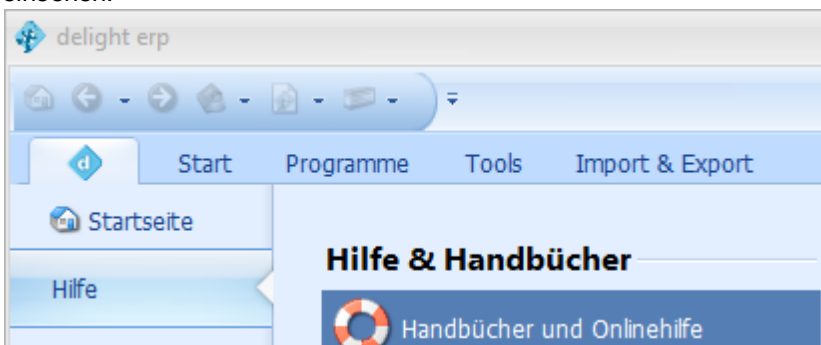 delight erp
d Start Programme Tools Import & Export
Startseite
Hilfe & Handbücher
Hilfe
Handbücher und Onlinehilfe